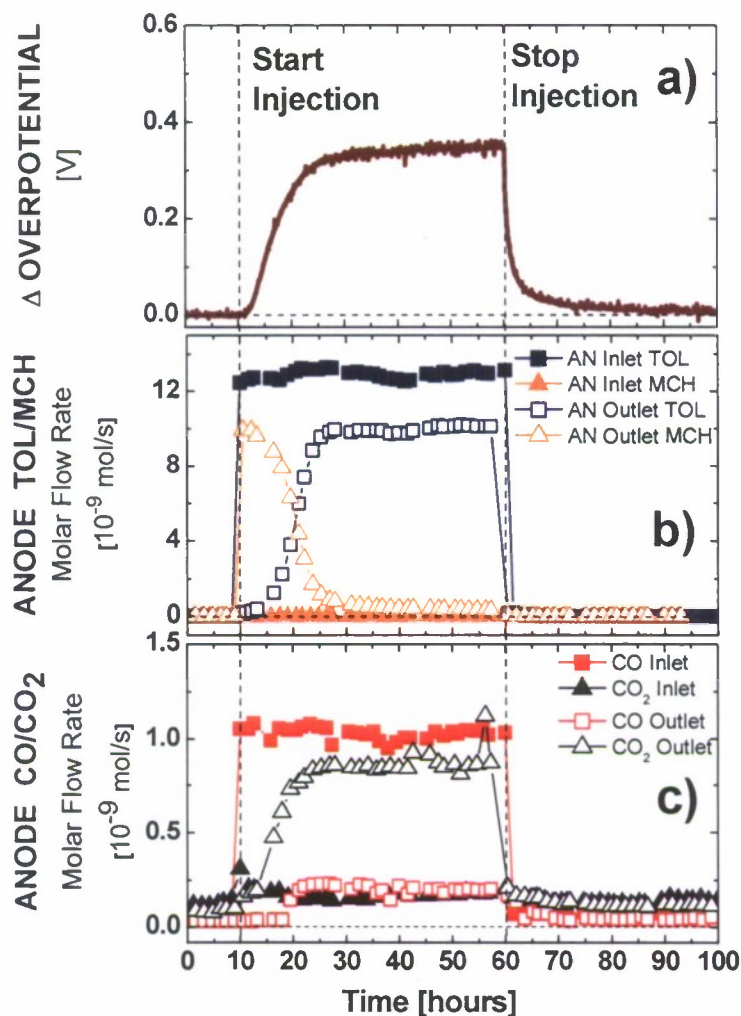 Δ OVERPOTENTIAL
[V]
0.6
0.4
0.2
0.0
Start
Injection
Stop
Injection
a)
ANODE TOL/MCH
Molar Flow Rate
[10⁻⁹ mol/s]
12
8
4
0
AN Inlet TOL
AN Inlet MCH
AN Outlet TOL
AN Outlet MCH
b)
ANODE CO/CO₂
Molar Flow Rate
[10⁻⁹ mol/s]
1.5
1.0
0.5
0.0
CO Inlet
CO₂ Inlet
CO Outlet
CO₂ Outlet
c)
0 10 20 30 40 50 60 70 80 90 100
Time [hours]